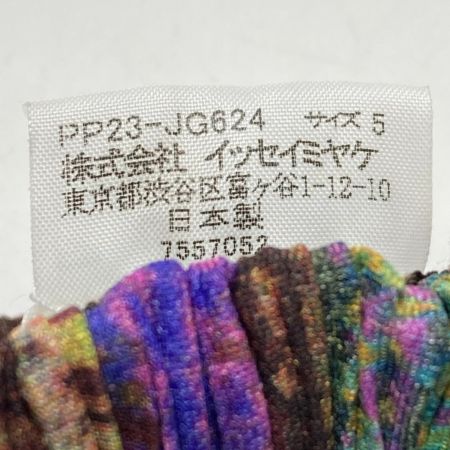 PP23-JG624 サイズ 5
株式会社 イッセイミヤケ
東京都渋谷区富ヶ谷1-12-10
日本製
7557052